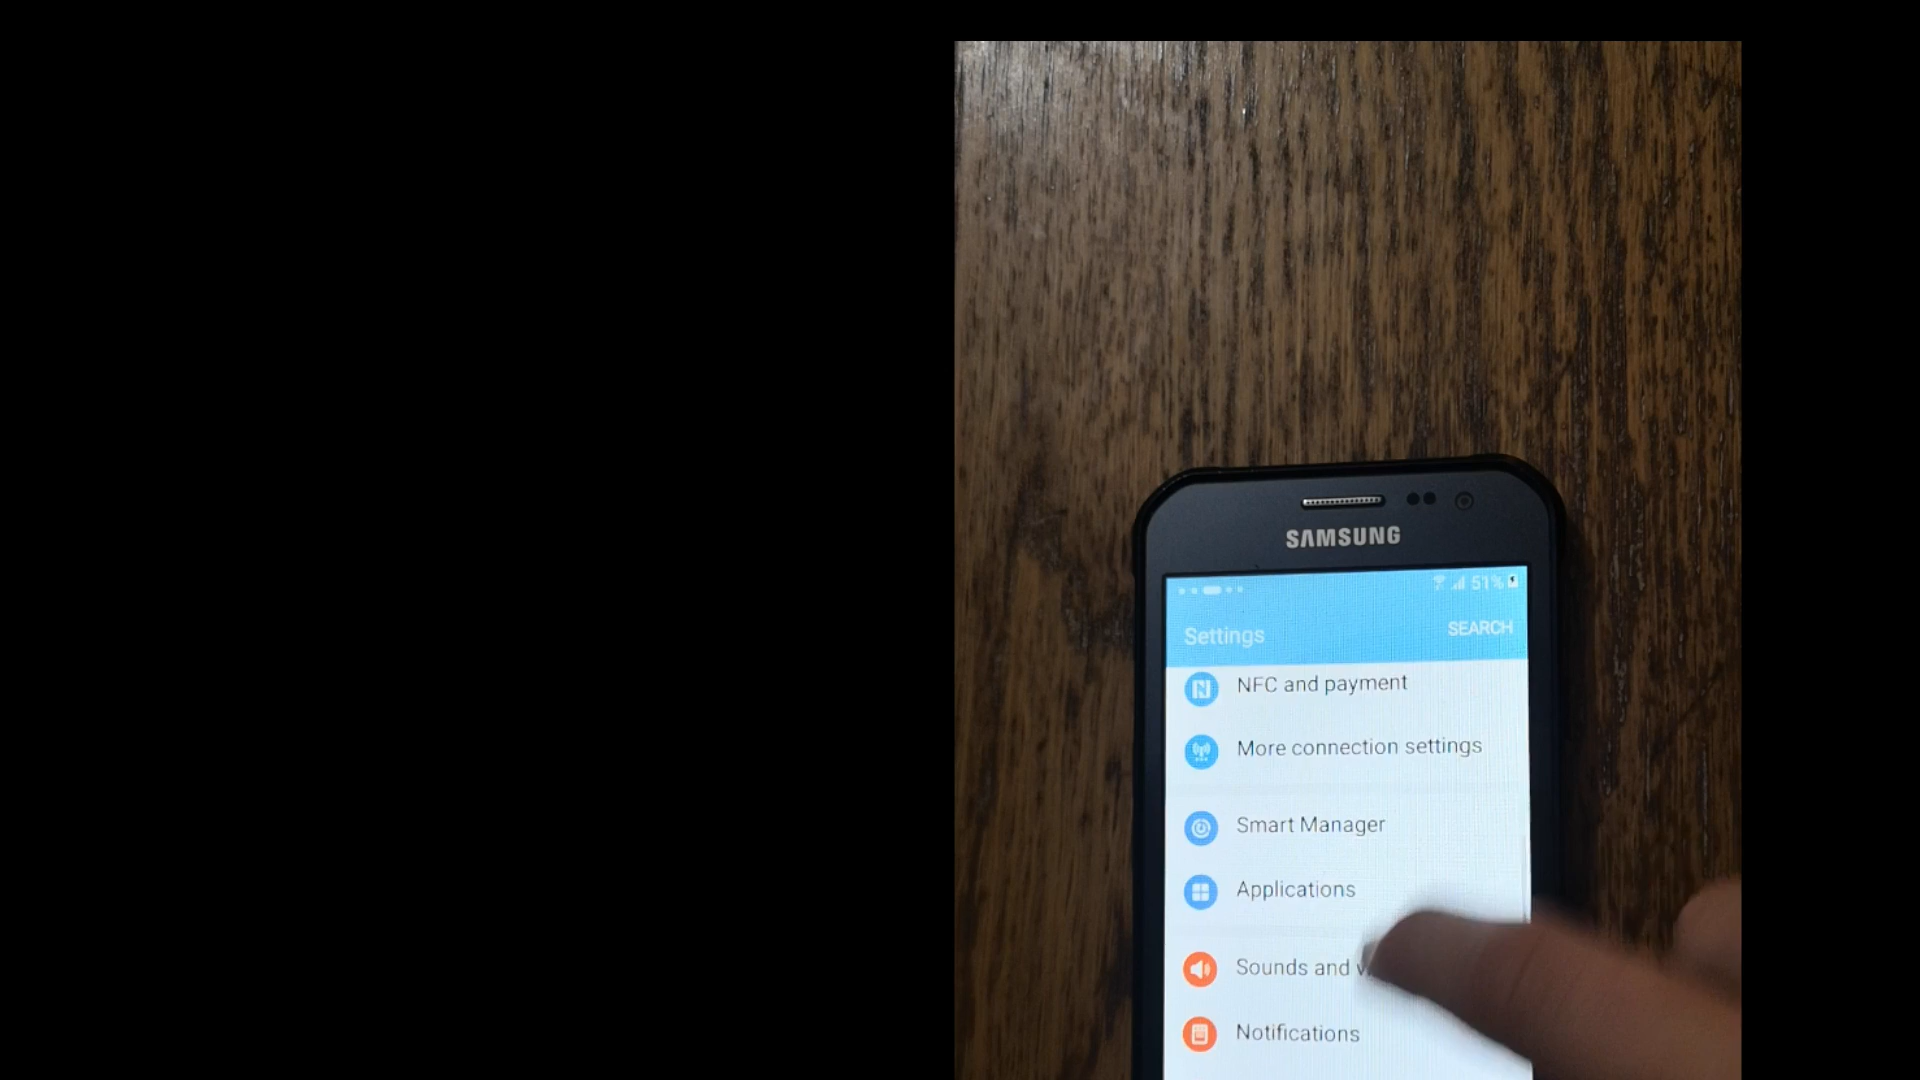 SAMSUNG
51%
Settings
SEARCH
NFC and payment
More connection settings
Smart Manager
Applications
Sounds and
Notifications